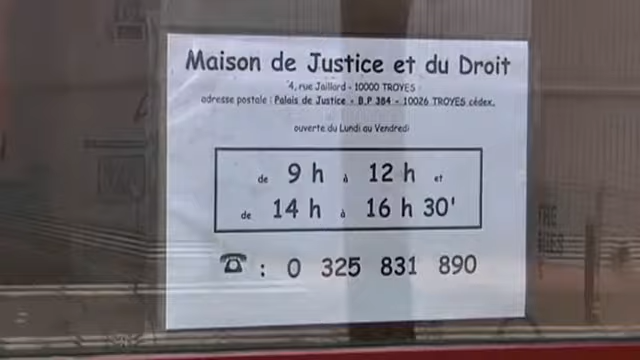 Maison de Justice et du Droit
4, rue Jaillard - 10000 TROYES
adresse postale : Palais de Justice - B.P 384 - 10026 TROYES cédex.
ouverte du Lundi au Vendredi
de 9 h à 12 h et
de 14 h à 16 h 30'
☎ : 0 325 831 890